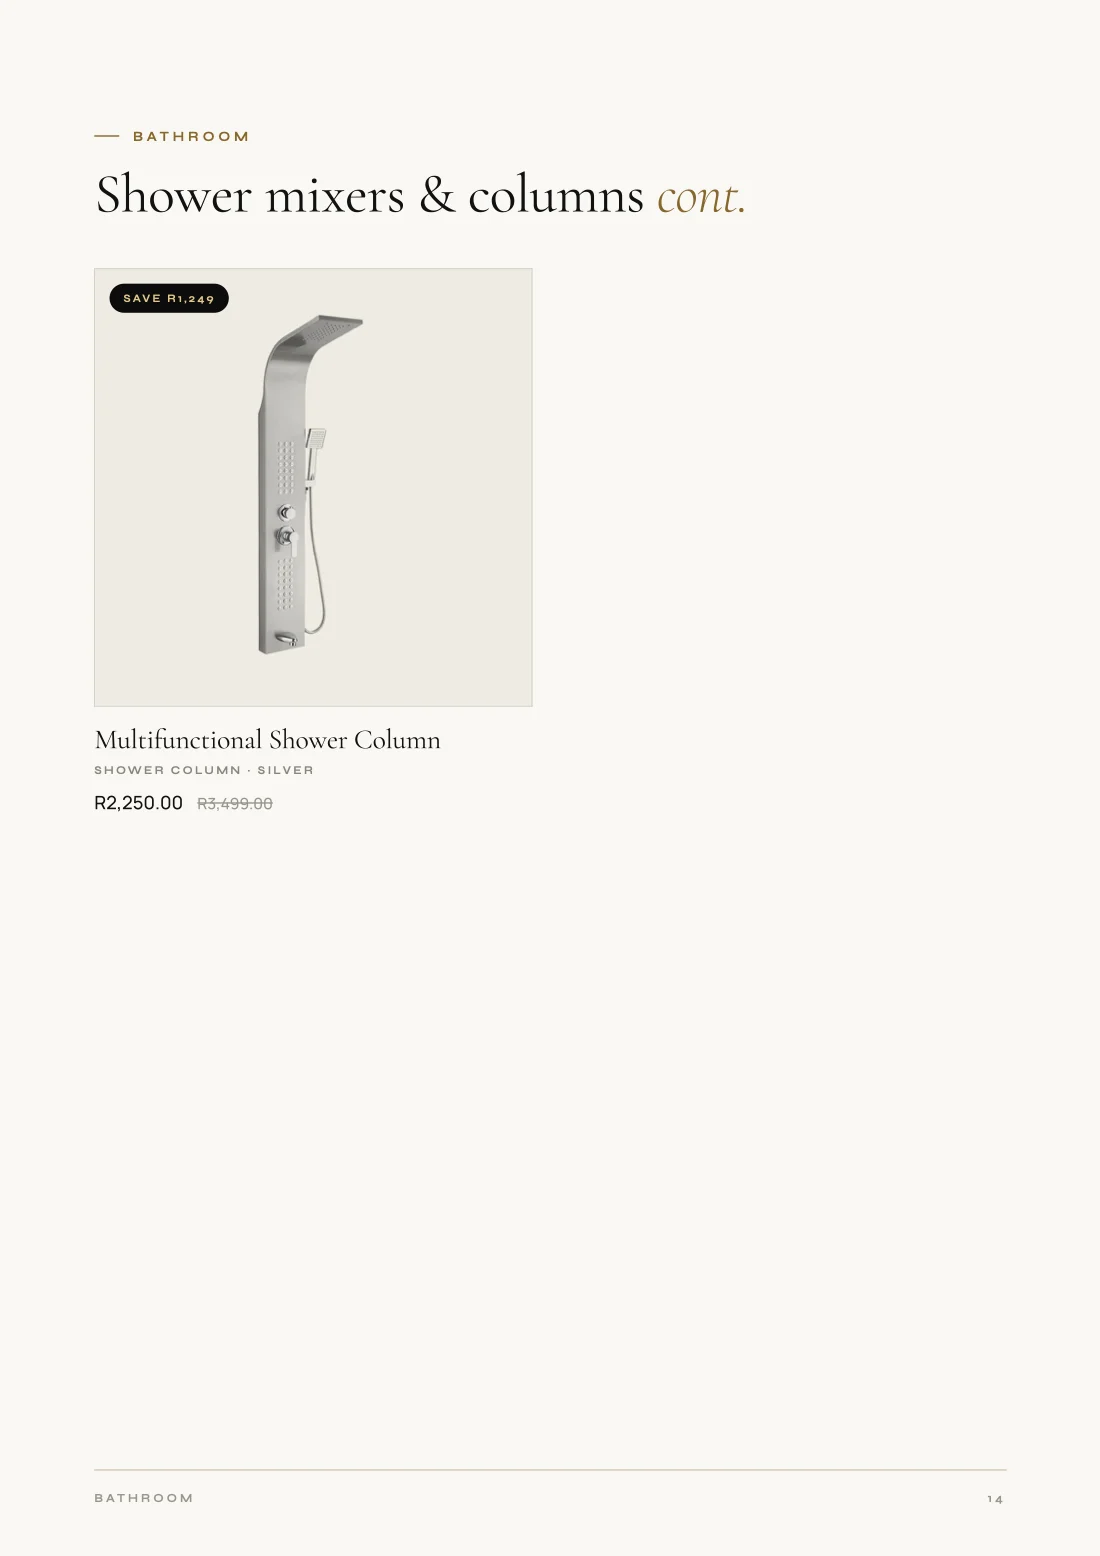 BATHROOM
Shower mixers & columns cont.
SAVE R1,249
Multifunctional Shower Column
SHOWER COLUMN · SILVER
R2,250.00 R3,499.00
BATHROOM 14